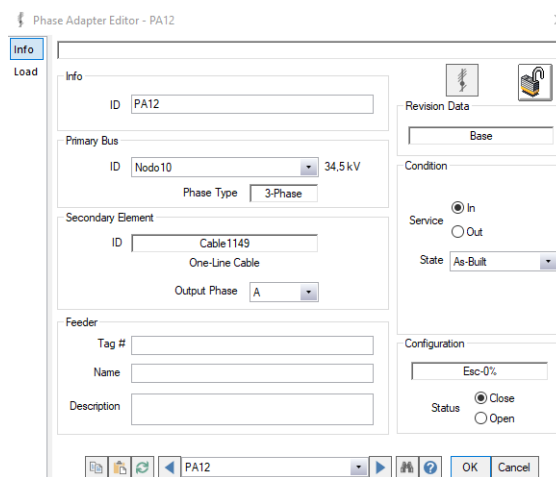 Phase Adapter Editor - PA12
Info
Load
Info
ID PA12
Primary Bus
ID Nodo10 34,5 kV
Phase Type 3-Phase
Secondary Element
ID Cable1149
One-Line Cable
Output Phase A
Feeder
Tag #
Name
Description
Revision Data
Base
Condition
Service In
Out
State As-Built
Configuration
Esc-0%
Status Close
Open
PA12
OK Cancel